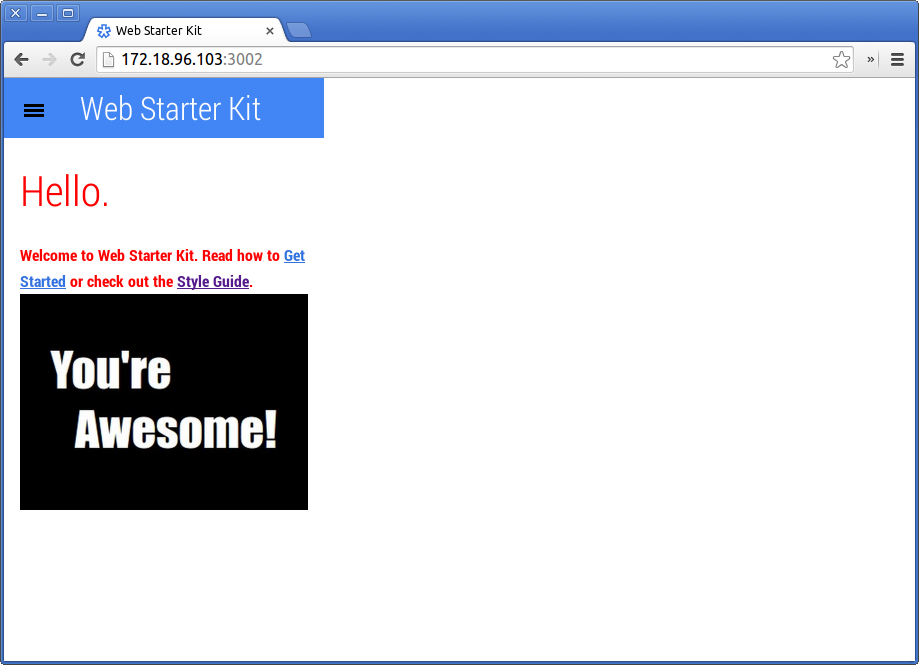 Web Starter Kit
172.18.96.103:3002
Web Starter Kit
Hello.
Welcome to Web Starter Kit. Read how to Get
Started or check out the Style Guide.
You're
Awesome!